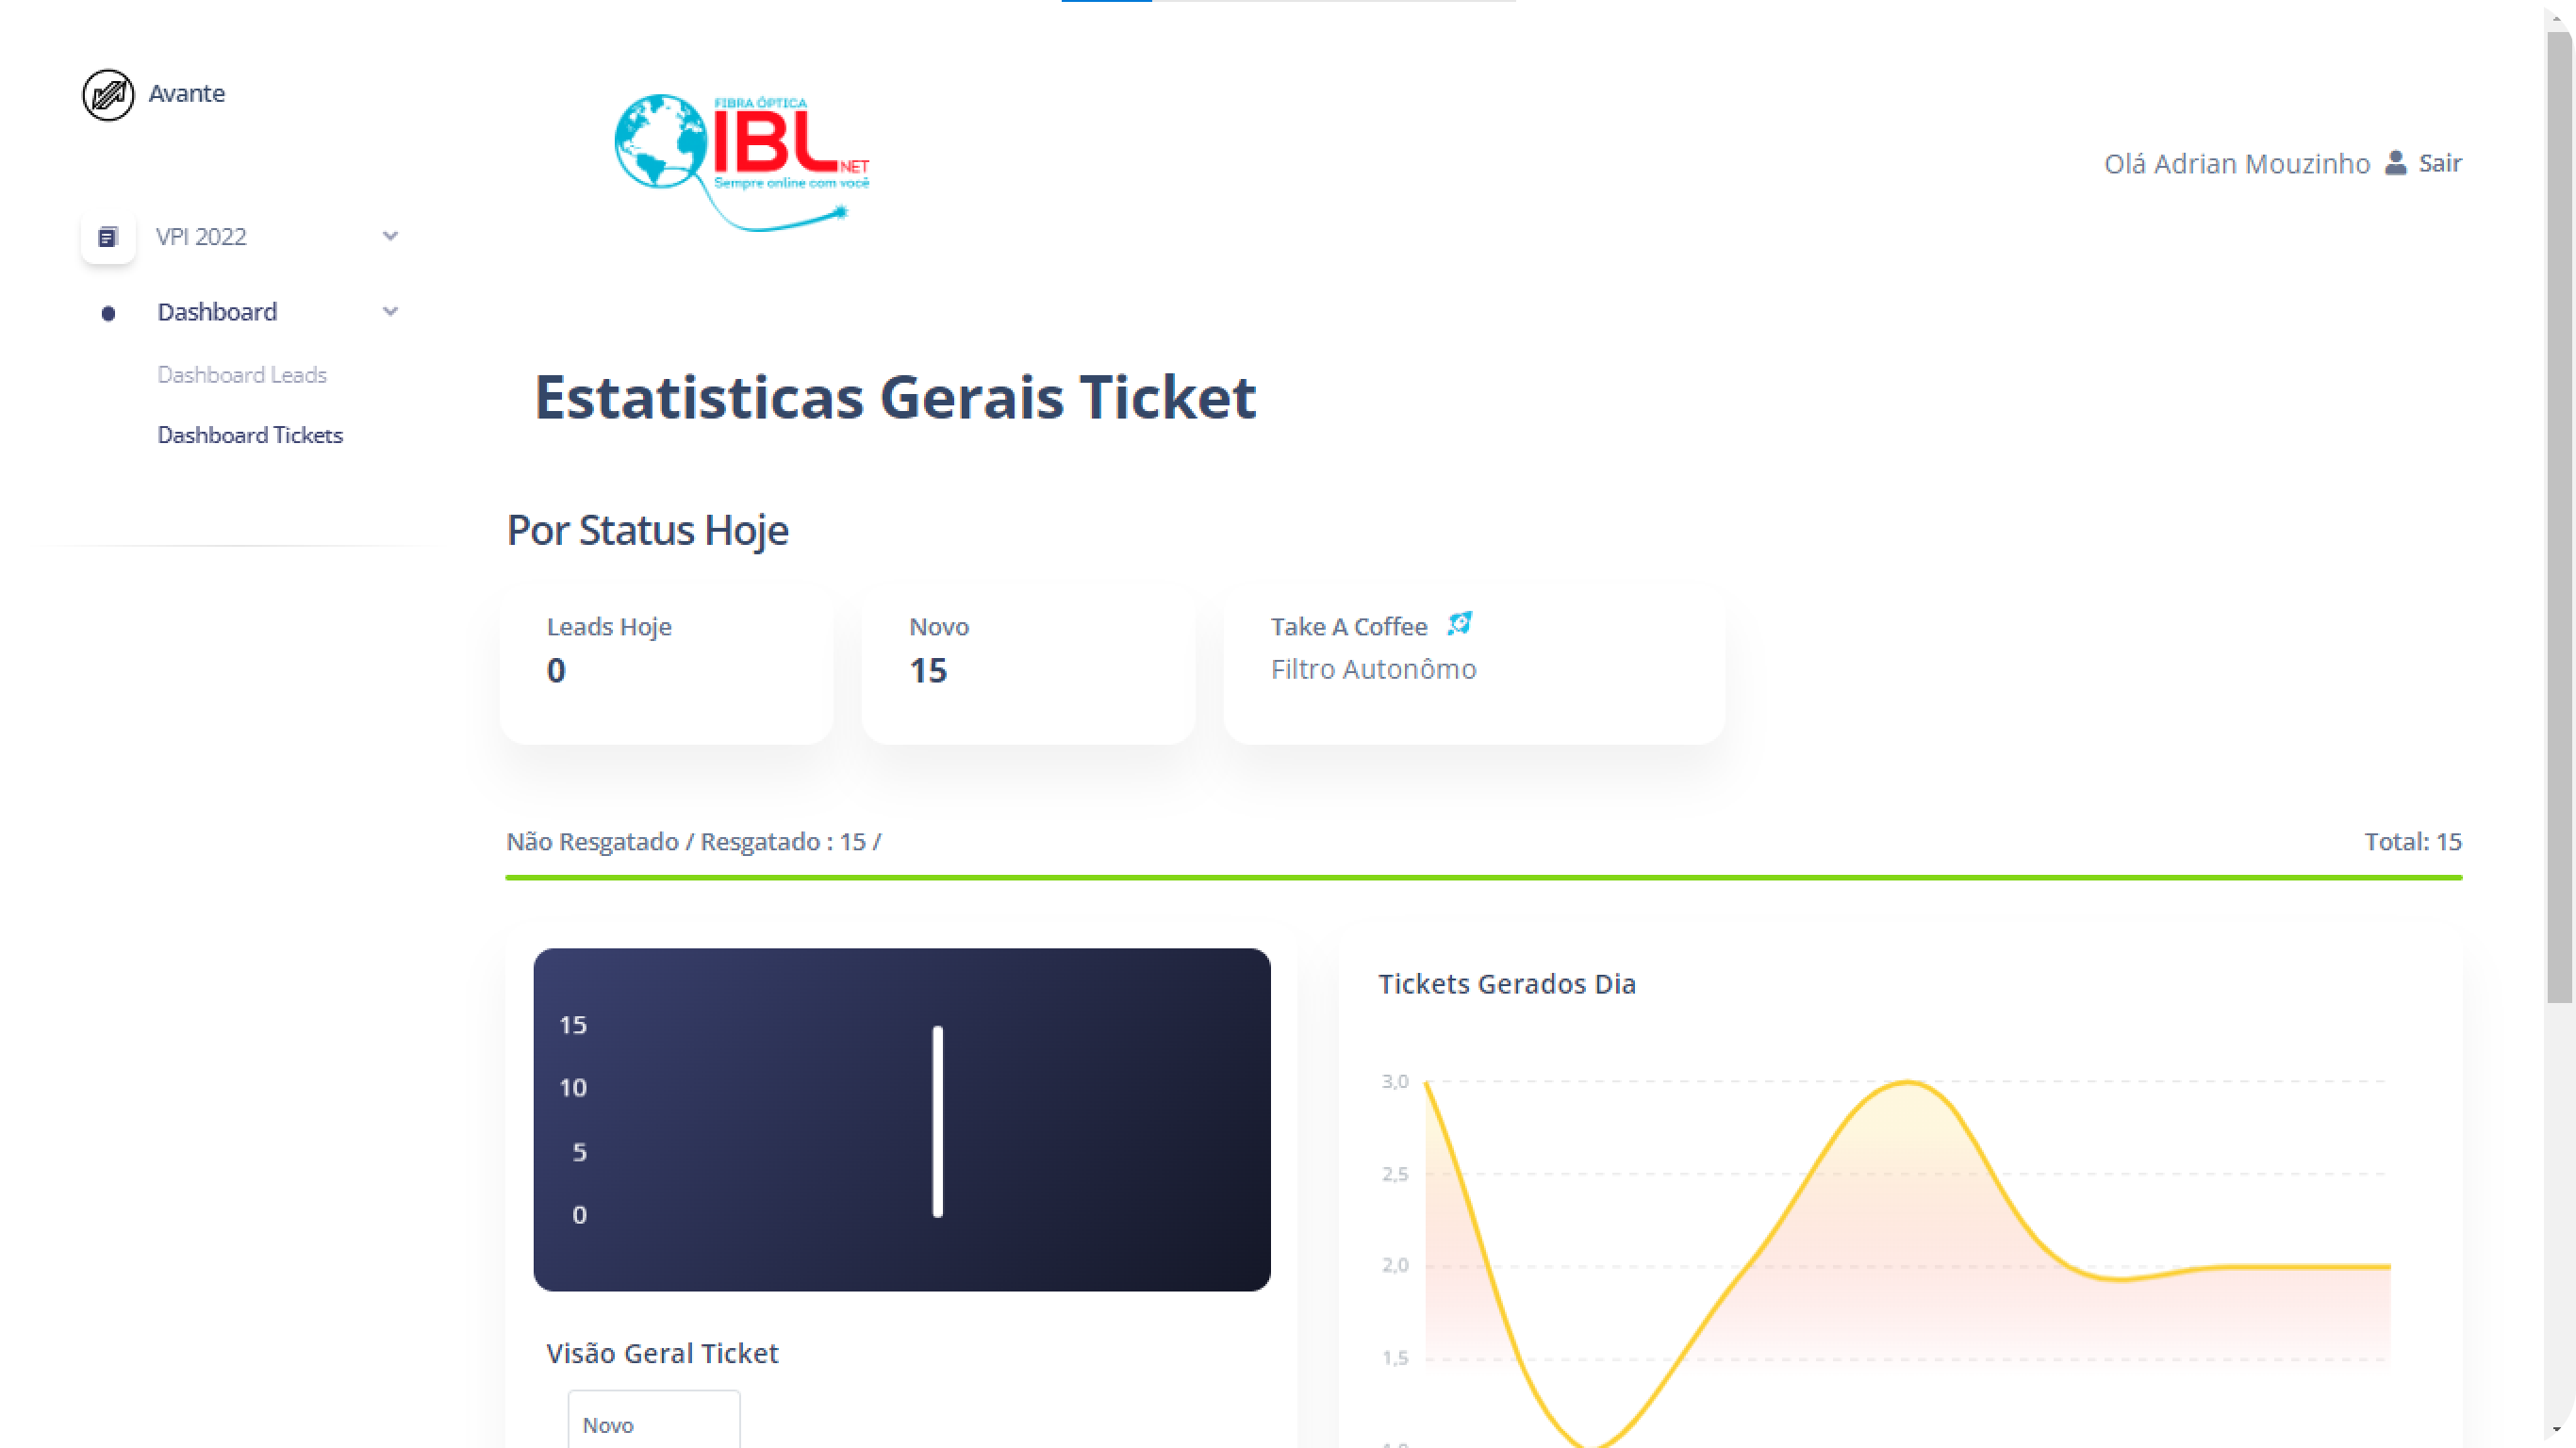 Avante
FIBRA ÓPTICA
IBL NET
Sempre online com você
Olá Adrian Mouzinho Sair
VPI 2022
Dashboard
Dashboard Leads
Dashboard Tickets
Estatisticas Gerais Ticket
Por Status Hoje
Leads Hoje
0
Novo
15
Take A Coffee
Filtro Autonômo
Não Resgatado / Resgatado : 15 /
Total: 15
15
10
5
0
Visão Geral Ticket
Novo
Tickets Gerados Dia
3,0
2,5
2,0
1,5